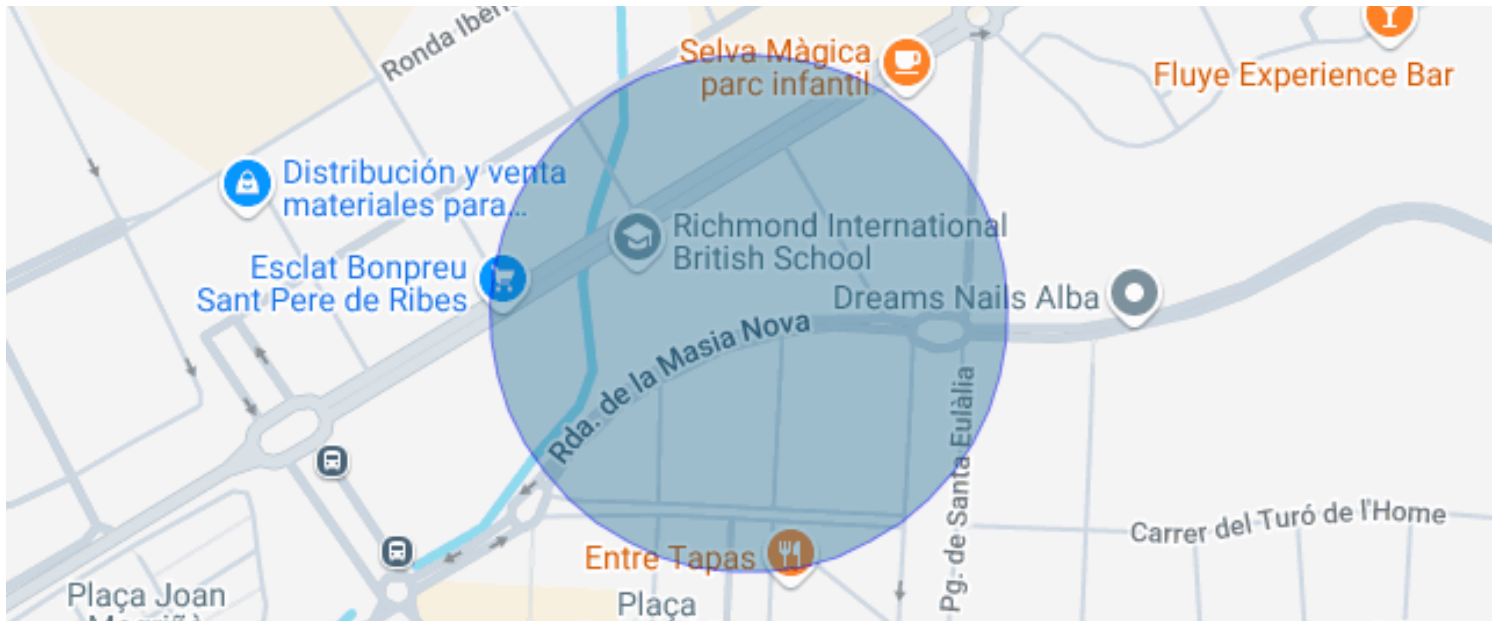 Ronda Ibèri
Selva Màgica
parc infantil
Fluye Experience Bar
Distribución y venta
materiales para...
Richmond International
British School
Esclat Bonpreu
Sant Pere de Ribes
Dreams Nails Alba
Rda. de la Masia Nova
Pg. de Santa Eulàlia
Carrer del Turó de l'Home
Entre Tapas
Plaça Joan
Plaça